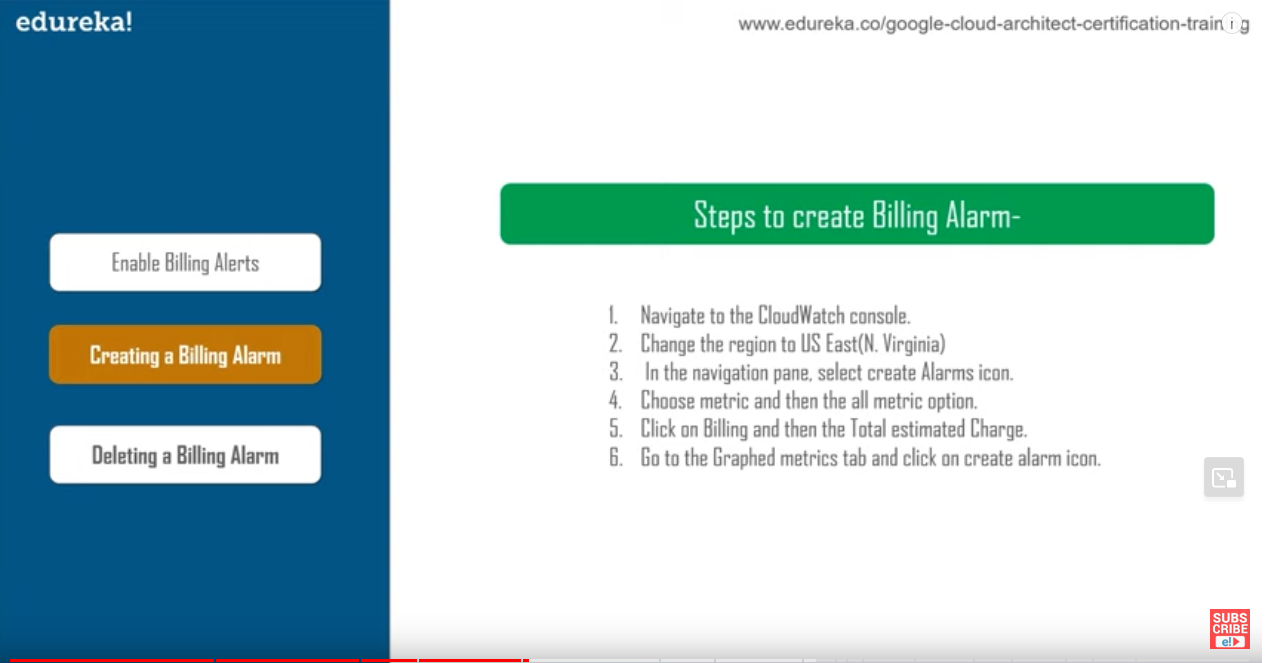 edureka!
www.edureka.co/google-cloud-architect-certification-training
Enable Billing Alerts
Creating a Billing Alarm
Deleting a Billing Alarm
Steps to create Billing Alarm-
1. Navigate to the CloudWatch console.
2. Change the region to US East(N. Virginia)
3. In the navigation pane, select create Alarms icon.
4. Choose metric and then the all metric option.
5. Click on Billing and then the Total estimated Charge.
6. Go to the Graphed metrics tab and click on create alarm icon.
SUBS
CRIBE
e!